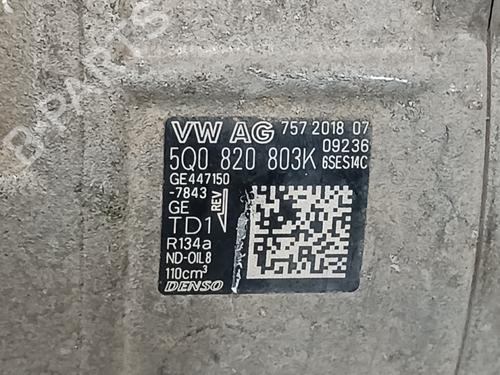 B PARTS
VW AG 757 2018 07
09236
5Q0 820 803K 6SES14C
GE447150
-7843
GE REV
TD1
R134a
ND-OIL8
110cm³
DENSO